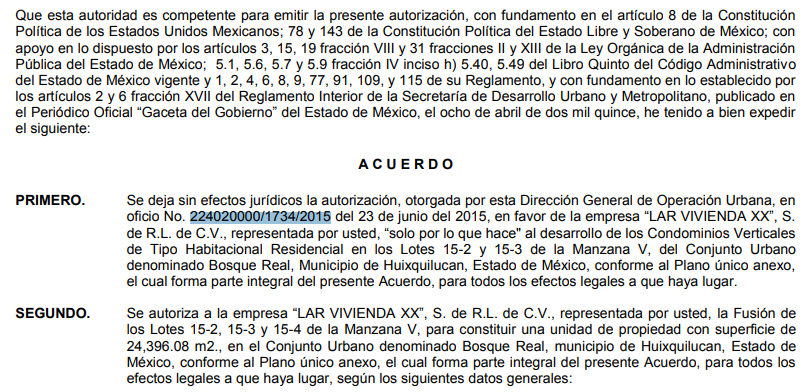 Que esta autoridad es competente para emitir la presente autorización, con fundamento en el artículo 8 de la Constitución
Política de los Estados Unidos Mexicanos; 78 y 143 de la Constitución Política del Estado Libre y Soberano de México; con
apoyo en lo dispuesto por los artículos 3, 15, 19 fracción VIII y 31 fracciones II y XIII de la Ley Orgánica de la Administración
Pública del Estado de México; 5.1, 5.6, 5.7 y 5.9 fracción IV inciso h) 5.40, 5.49 del Libro Quinto del Código Administrativo
del Estado de México vigente y 1, 2, 4, 6, 8, 9, 77, 91, 109, y 115 de su Reglamento, y con fundamento en lo establecido por
los artículos 2 y 6 fracción XVII del Reglamento Interior de la Secretaría de Desarrollo Urbano y Metropolitano, publicado en
el Periódico Oficial “Gaceta del Gobierno” del Estado de México, el ocho de abril de dos mil quince, he tenido a bien expedir
el siguiente:
A C U E R D O
PRIMERO. Se deja sin efectos jurídicos la autorización, otorgada por esta Dirección General de Operación Urbana, en
oficio No. 224020000/1734/2015 del 23 de junio del 2015, en favor de la empresa “LAR VIVIENDA XX”, S.
de R.L. de C.V., representada por usted, “solo por lo que hace" al desarrollo de los Condominios Verticales
de Tipo Habitacional Residencial en los Lotes 15-2 y 15-3 de la Manzana V, del Conjunto Urbano
denominado Bosque Real, Municipio de Huixquilucan, Estado de México, conforme al Plano único anexo,
el cual forma parte integral del presente Acuerdo, para todos los efectos legales a que haya lugar.
SEGUNDO. Se autoriza a la empresa “LAR VIVIENDA XX”, S. de R.L. de C.V., representada por usted, la Fusión de
los Lotes 15-2, 15-3 y 15-4 de la Manzana V, para constituir una unidad de propiedad con superficie de
24,396.08 m2., en el Conjunto Urbano denominado Bosque Real, municipio de Huixquilucan, Estado de
México, conforme al Plano único anexo, el cual forma parte integral del presente Acuerdo, para todos los
efectos legales a que haya lugar, según los siguientes datos generales: